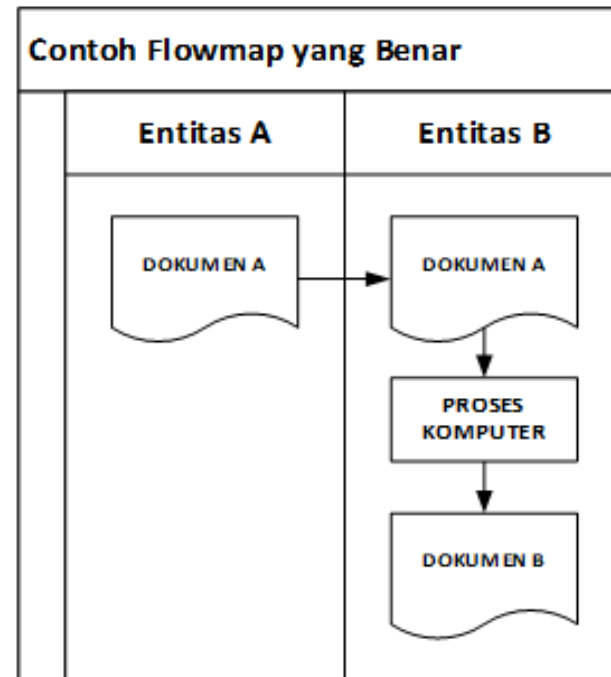 Contoh Flowmap yang Benar
Entitas A
Entitas B
DOKUMEN A
DOKUMEN A
PROSES
KOMPUTER
DOKUMEN B